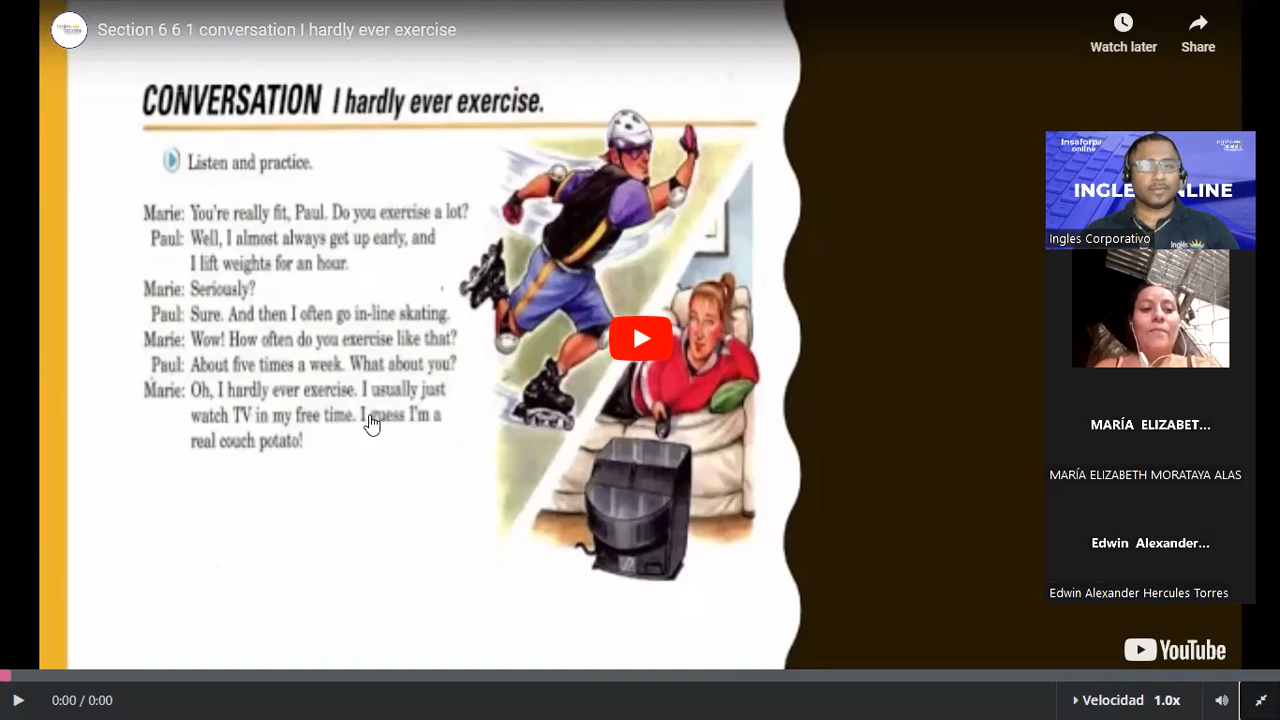 Section 6 6 1 conversation I hardly ever exercise
Watch later
Share
CONVERSATION I hardly ever exercise.
Listen and practice.
Marie: You're really fit, Paul. Do you exercise a lot?
Paul: Well, I almost always get up early, and
I lift weights for an hour.
Marie: Seriously?
Paul: Sure. And then I often go in-line skating.
Marie: Wow! How often do you exercise like that?
Paul: About five times a week. What about you?
Marie: Oh, I hardly ever exercise. I usually just
watch TV in my free time. I guess I'm a
real couch potato!
Insaforp
online
INGLE NLINE
Ingles Corporativo
MARÍA ELIZABET...
MARÍA ELIZABETH MORATAYA ALAS
Edwin Alexander...
Edwin Alexander Hercules Torres
YouTube
0:00 / 0:00
Velocidad 1.0x